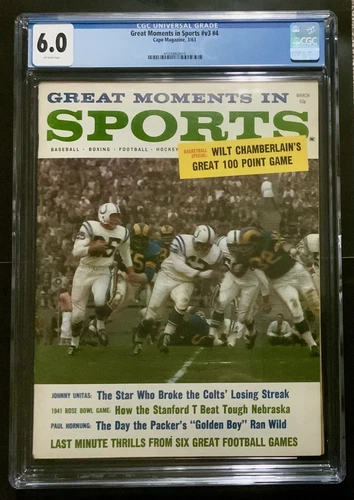 CGC UNIVERSAL GRADE
Great Moments in Sports #v3 #4
Cape Magazine, 3/63
6.0
CGC
GREAT MOMENTS IN
MARCH
SPORTS
BASEBALL • BOXING • FOOTBALL • HOCKEY
BASKETBALL SPECIAL: WILT CHAMBERLAIN'S
GREAT 100 POINT GAME
JOHNNY UNITAS: The Star Who Broke the Colts' Losing Streak
1941 ROSE BOWL GAME: How the Stanford T Beat Tough Nebraska
PAUL HORNUNG: The Day the Packer's "Golden Boy" Ran Wild
LAST MINUTE THRILLS FROM SIX GREAT FOOTBALL GAMES